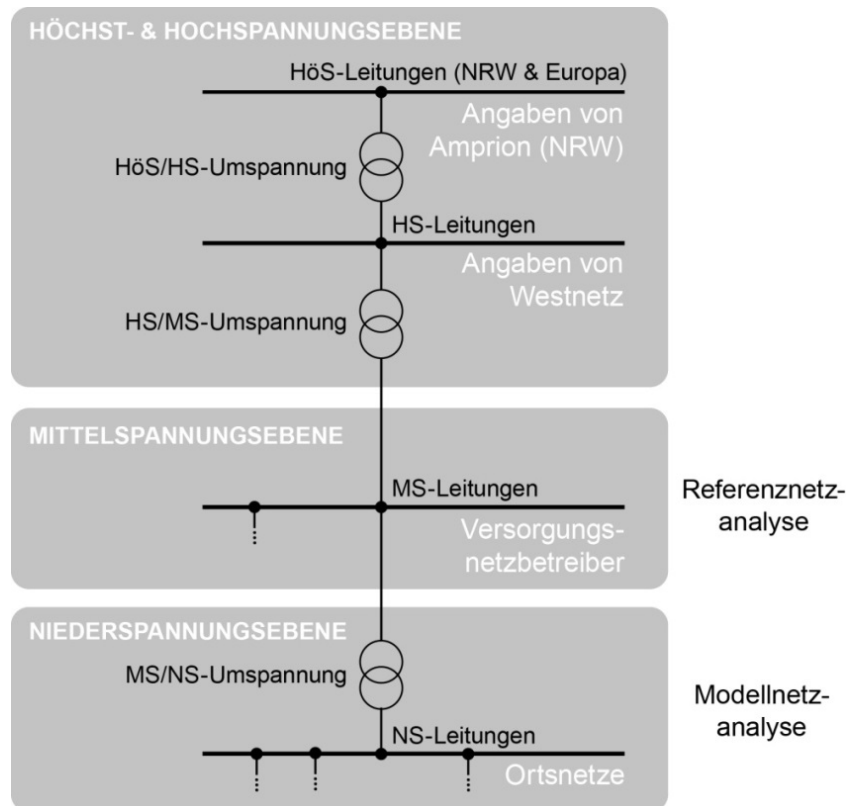 HÖCHST- & HOCHSPANNUNGSEBENE
HöS-Leitungen (NRW & Europa)
Angaben von
Amprion (NRW)
HöS/HS-Umspannung
HS-Leitungen
Angaben von
Westnetz
HS/MS-Umspannung
MITTELSPANNUNGSEBENE
MS-Leitungen
Versorgungs-
netzbetreiber
Referenznetz-
analyse
NIEDERSPANNUNGSEBENE
MS/NS-Umspannung
NS-Leitungen
Ortsnetze
Modellnetz-
analyse